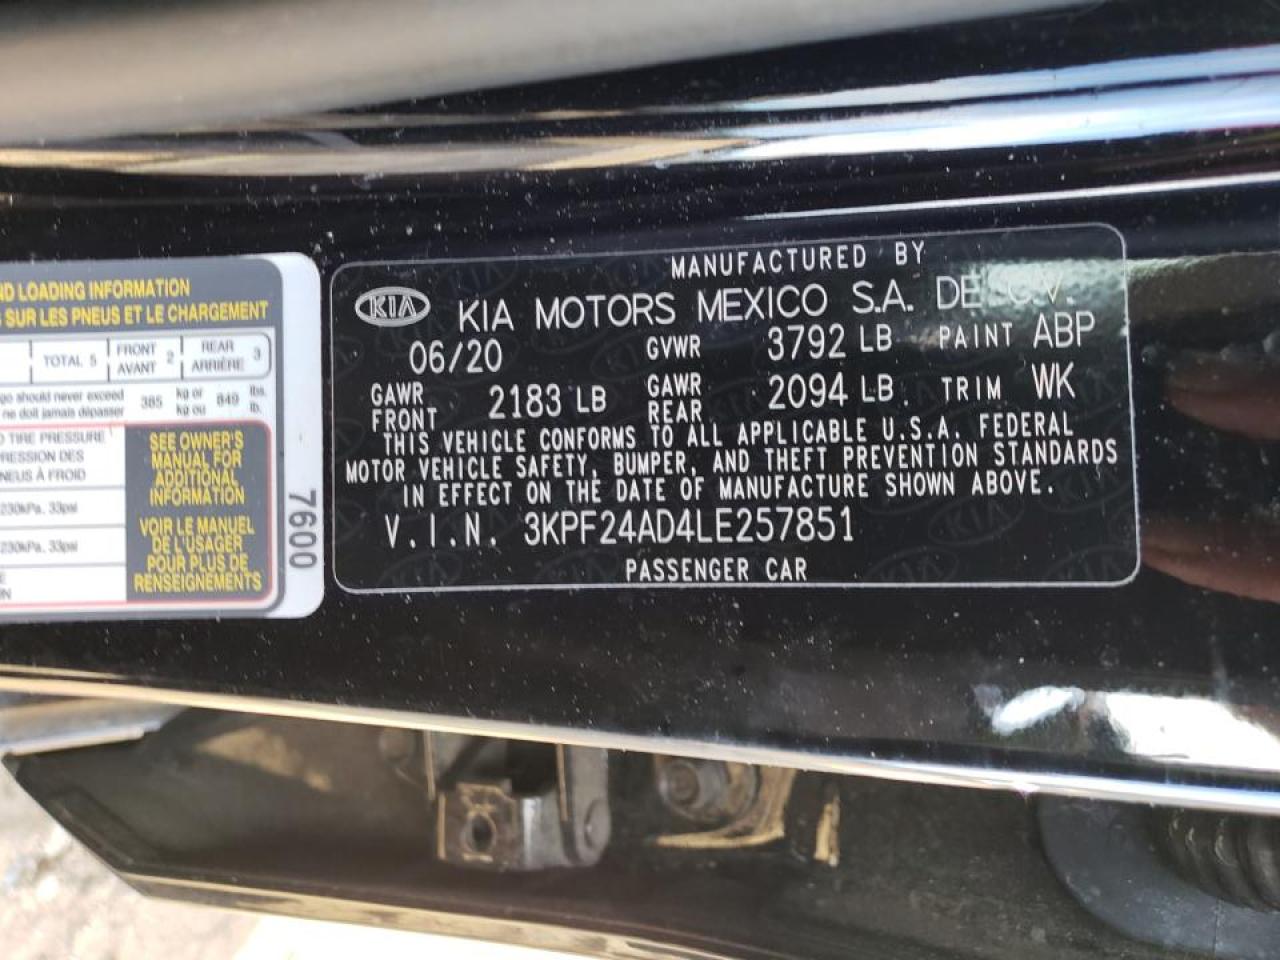 ND LOADING INFORMATION
SUR LES PNEUS ET LE CHARGEMENT
TOTAL 5 FRONT AVANT 2 REAR ARRIÈRE 3
go should never exceed
ne doit jamais dépasser
385 kg or kg ou 849 lbs. lb.
TIRE PRESSURE
PRESSION DES
NEUS À FROID
230kPa, 33psi
230kPa, 33psi
SEE OWNER'S
MANUAL FOR
ADDITIONAL
INFORMATION
VOIR LE MANUEL
DE L'USAGER
POUR PLUS DE
RENSEIGNEMENTS
7600
MANUFACTURED BY
KIA KIA MOTORS MEXICO S.A. DE C.V.
06/20 GVWR 3792 LB PAINT ABP
GAWR FRONT 2183 LB GAWR REAR 2094 LB. TRIM WK
THIS VEHICLE CONFORMS TO ALL APPLICABLE U.S.A. FEDERAL
MOTOR VEHICLE SAFETY, BUMPER, AND THEFT PREVENTION STANDARDS
IN EFFECT ON THE DATE OF MANUFACTURE SHOWN ABOVE.
V.I.N. 3KPF24AD4LE257851
PASSENGER CAR